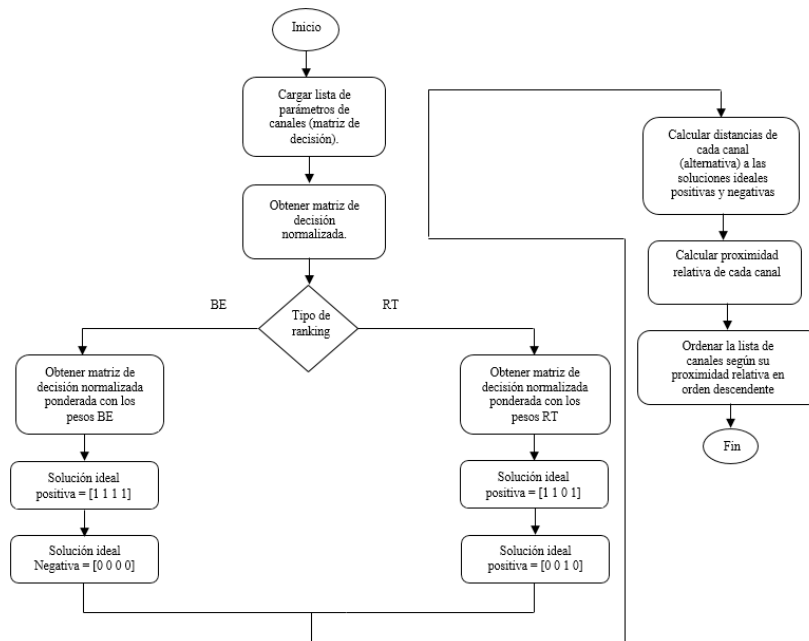 Inicio
Cargar lista de
parámetros de
canales (matriz de
decisión).
Obtener matriz de
decisión
normalizada.
BE
Tipo de
ranking
RT
Obtener matriz de
decisión normalizada
ponderada con los
pesos BE
Solución ideal
positiva = [1 1 1 1]
Solución ideal
Negativa = [0 0 0 0]
Obtener matriz de
decisión normalizada
ponderada con los
pesos RT
Solución ideal
positiva = [1 1 0 1]
Solución ideal
positiva = [0 0 1 0]
Calcular distancias de
cada canal
(alternativa) a las
soluciones ideales
positivas y negativas
Calcular proximidad
relativa de cada canal
Ordenar la lista de
canales según su
proximidad relativa en
orden descendente
Fin